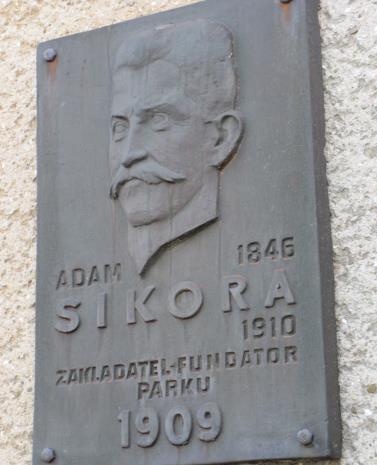 ADAM 1846
SIKORA
1910
ZAKLADATEL-FUNDATOR
PARKU
1909